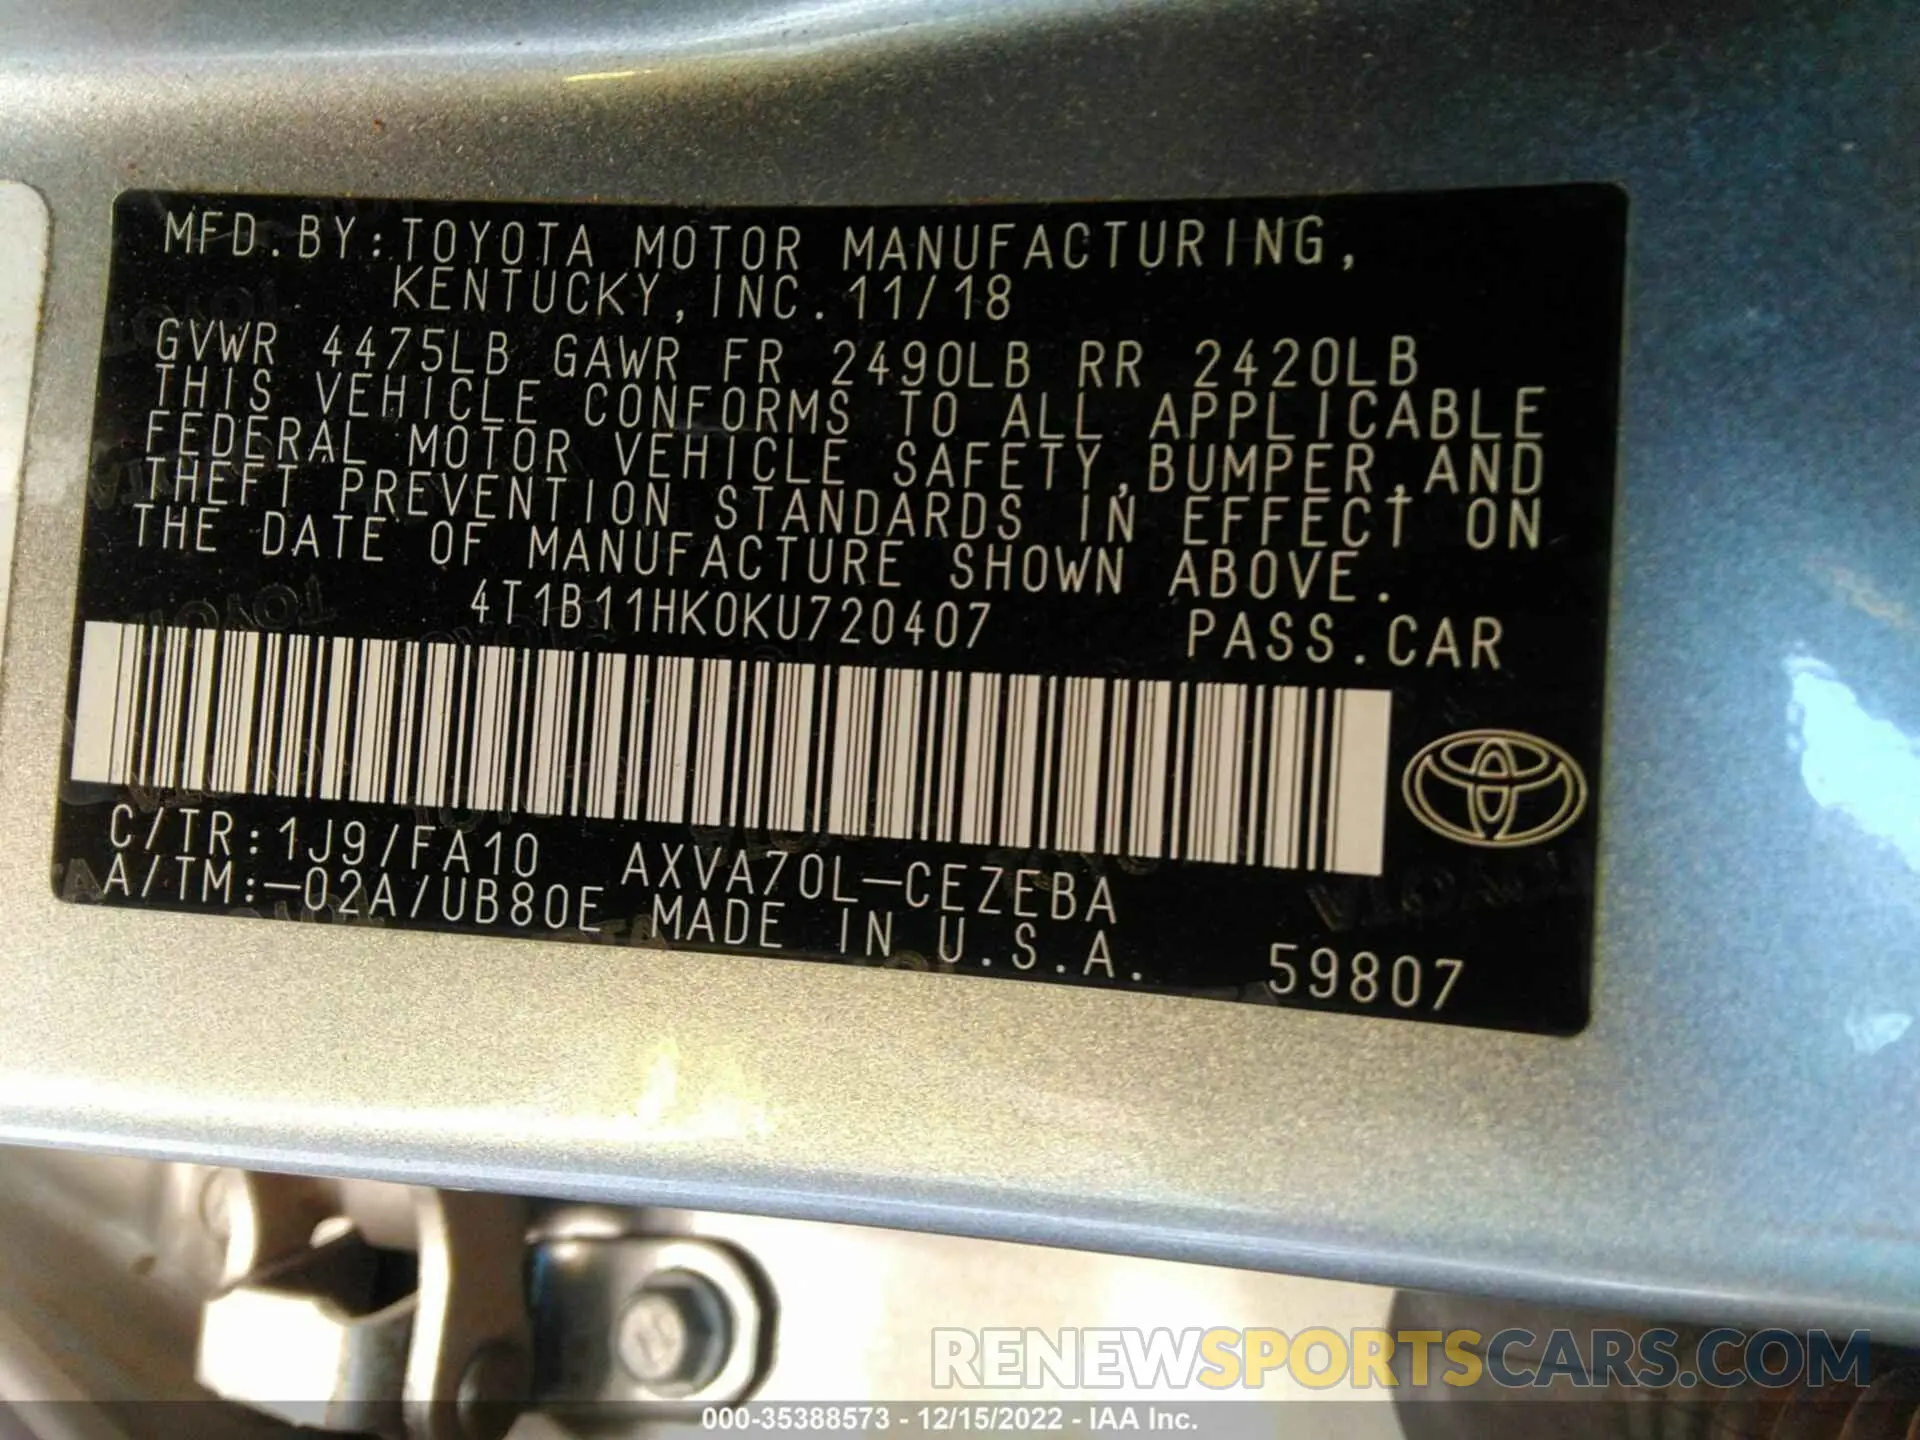 MFD.BY:TOYOTA MOTOR MANUFACTURING,
KENTUCKY,INC.11/18
GVWR 4475LB GAWR FR 2490LB RR 2420LB
THIS VEHICLE CONFORMS TO ALL APPLICABLE
FEDERAL MOTOR VEHICLE SAFETY,BUMPER,AND
THEFT PREVENTION STANDARDS IN EFFECT ON
THE DATE OF MANUFACTURE SHOWN ABOVE.
4T1B11HK0KU720407 PASS.CAR
C/TR:1J9/FA10 AXVA70L-CEZEBA
A/TM:-02A/UB80E MADE IN U.S.A. 59807
RENEWSPORTSCARS.COM
000-35388573 - 12/15/2022 - IAA Inc.